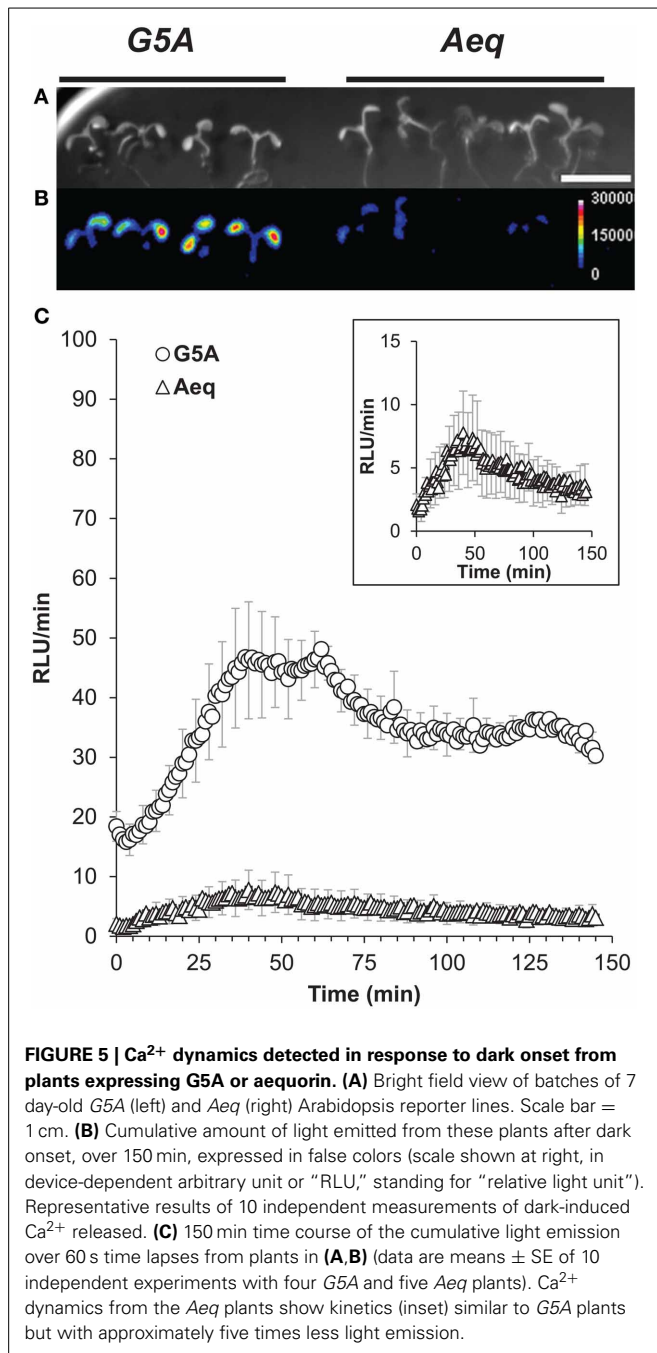 G5A Aeq
A
B
30000
15000
0
C
100
90
80
70
60
50
40
30
20
10
0
RLU/min
G5A
Aeq
0 25 50 75 100 125 150
Time (min)
15
10
5
0
RLU/min
0 50 100 150
Time (min)
FIGURE 5 | Ca²⁺ dynamics detected in response to dark onset from
plants expressing G5A or aequorin. (A) Bright field view of batches of 7
day-old G5A (left) and Aeq (right) Arabidopsis reporter lines. Scale bar =
1 cm. (B) Cumulative amount of light emitted from these plants after dark
onset, over 150 min, expressed in false colors (scale shown at right, in
device-dependent arbitrary unit or “RLU,” standing for “relative light unit”).
Representative results of 10 independent measurements of dark-induced
Ca²⁺ released. (C) 150 min time course of the cumulative light emission
over 60 s time lapses from plants in (A,B) (data are means ± SE of 10
independent experiments with four G5A and five Aeq plants). Ca²⁺
dynamics from the Aeq plants show kinetics (inset) similar to G5A plants
but with approximately five times less light emission.